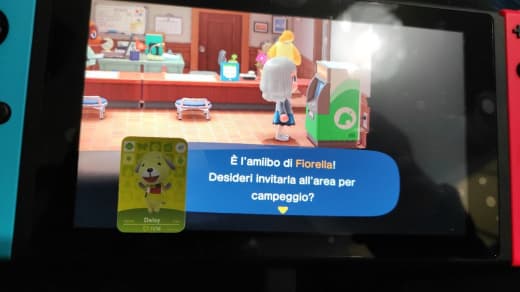 È l'amiibo di Fiorella!
Desideri invitarla all'area per
campeggio?
Daisy